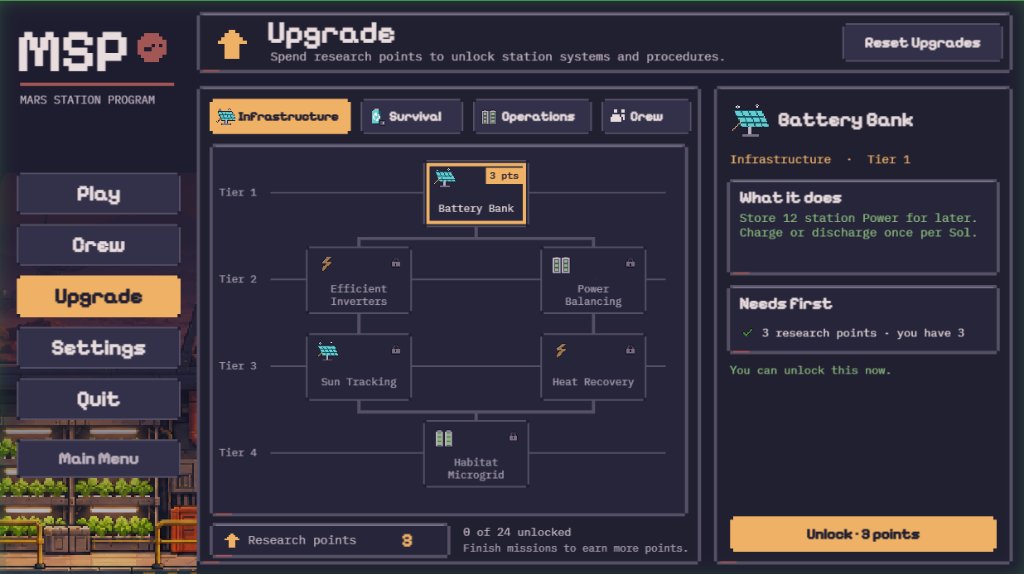 MSP
MARS STATION PROGRAM
Play
Crew
Upgrade
Settings
Quit
Main Menu
Upgrade
Spend research points to unlock station systems and procedures.
Reset Upgrades
Infrastructure
Survival
Operations
Crew
Tier 1
3 pts
Battery Bank
Tier 2
Efficient
Inverters
Power
Balancing
Tier 3
Sun Tracking
Heat Recovery
Tier 4
Habitat
Microgrid
Research points
3
0 of 24 unlocked
Finish missions to earn more points.
Battery Bank
Infrastructure · Tier 1
What it does
Store 12 station Power for later.
Charge or discharge once per Sol.
Needs first
✓ 3 research points · you have 3
You can unlock this now.
Unlock · 3 points